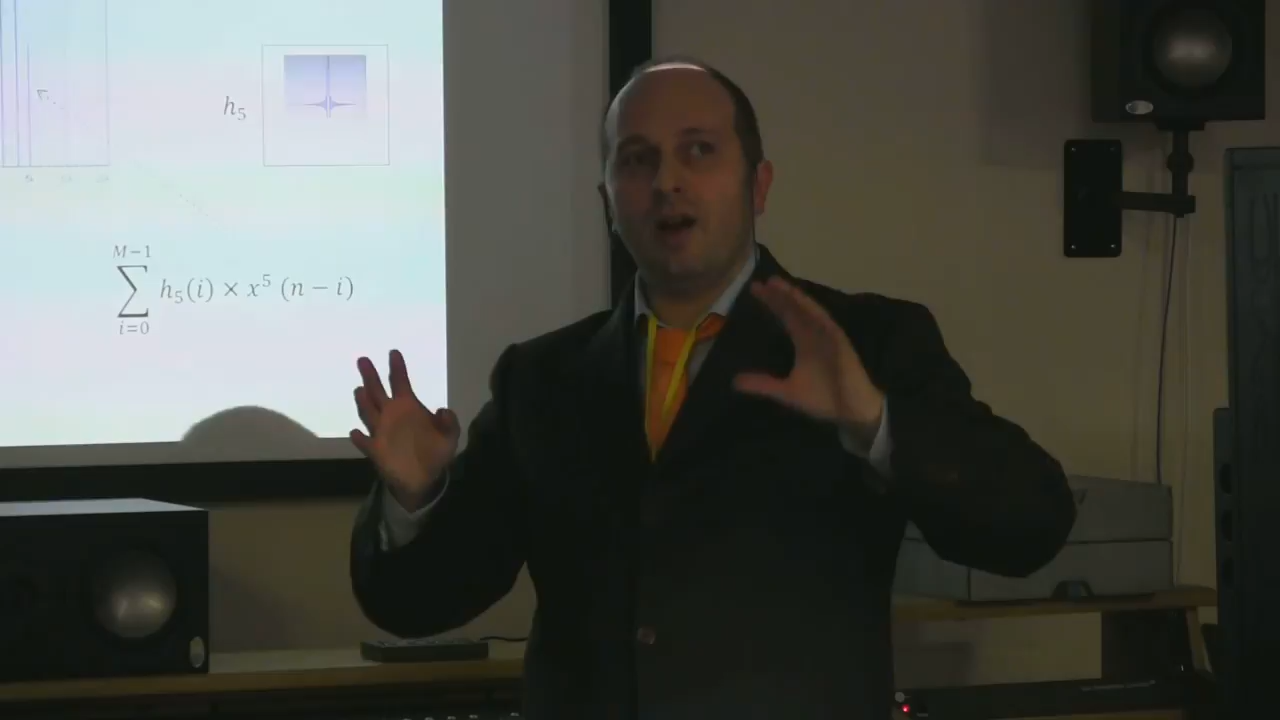 h₅
M−1
∑ h₅(i) × x⁵ (n − i)
i=0